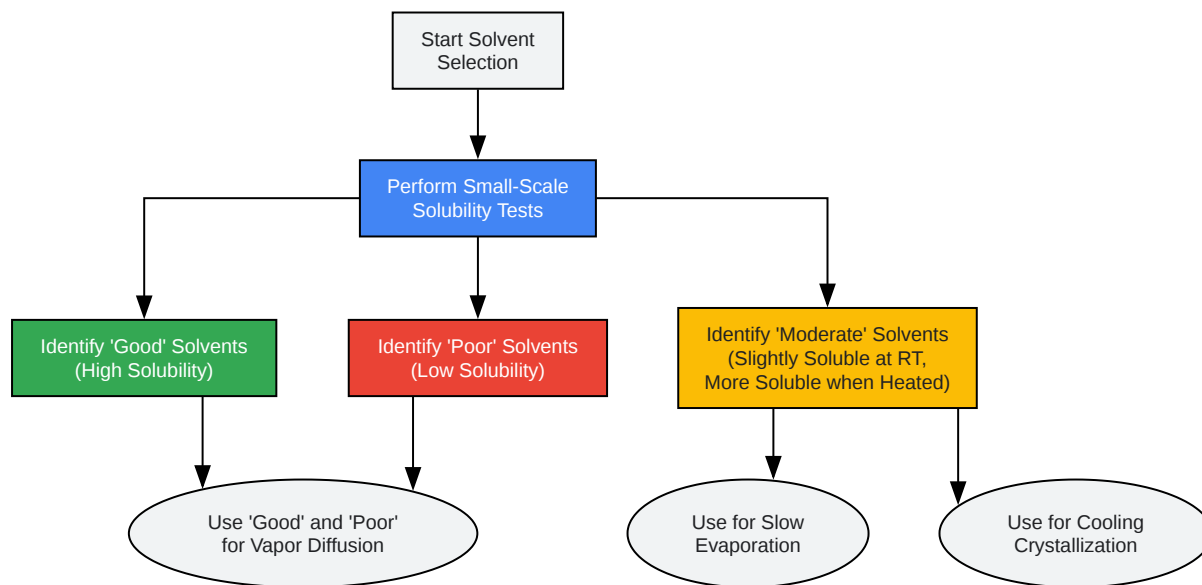 Start Solvent
Selection
Perform Small-Scale
Solubility Tests
Identify 'Good' Solvents
(High Solubility)
Identify 'Poor' Solvents
(Low Solubility)
Identify 'Moderate' Solvents
(Slightly Soluble at RT,
More Soluble when Heated)
Use 'Good' and 'Poor'
for Vapor Diffusion
Use for Slow
Evaporation
Use for Cooling
Crystallization